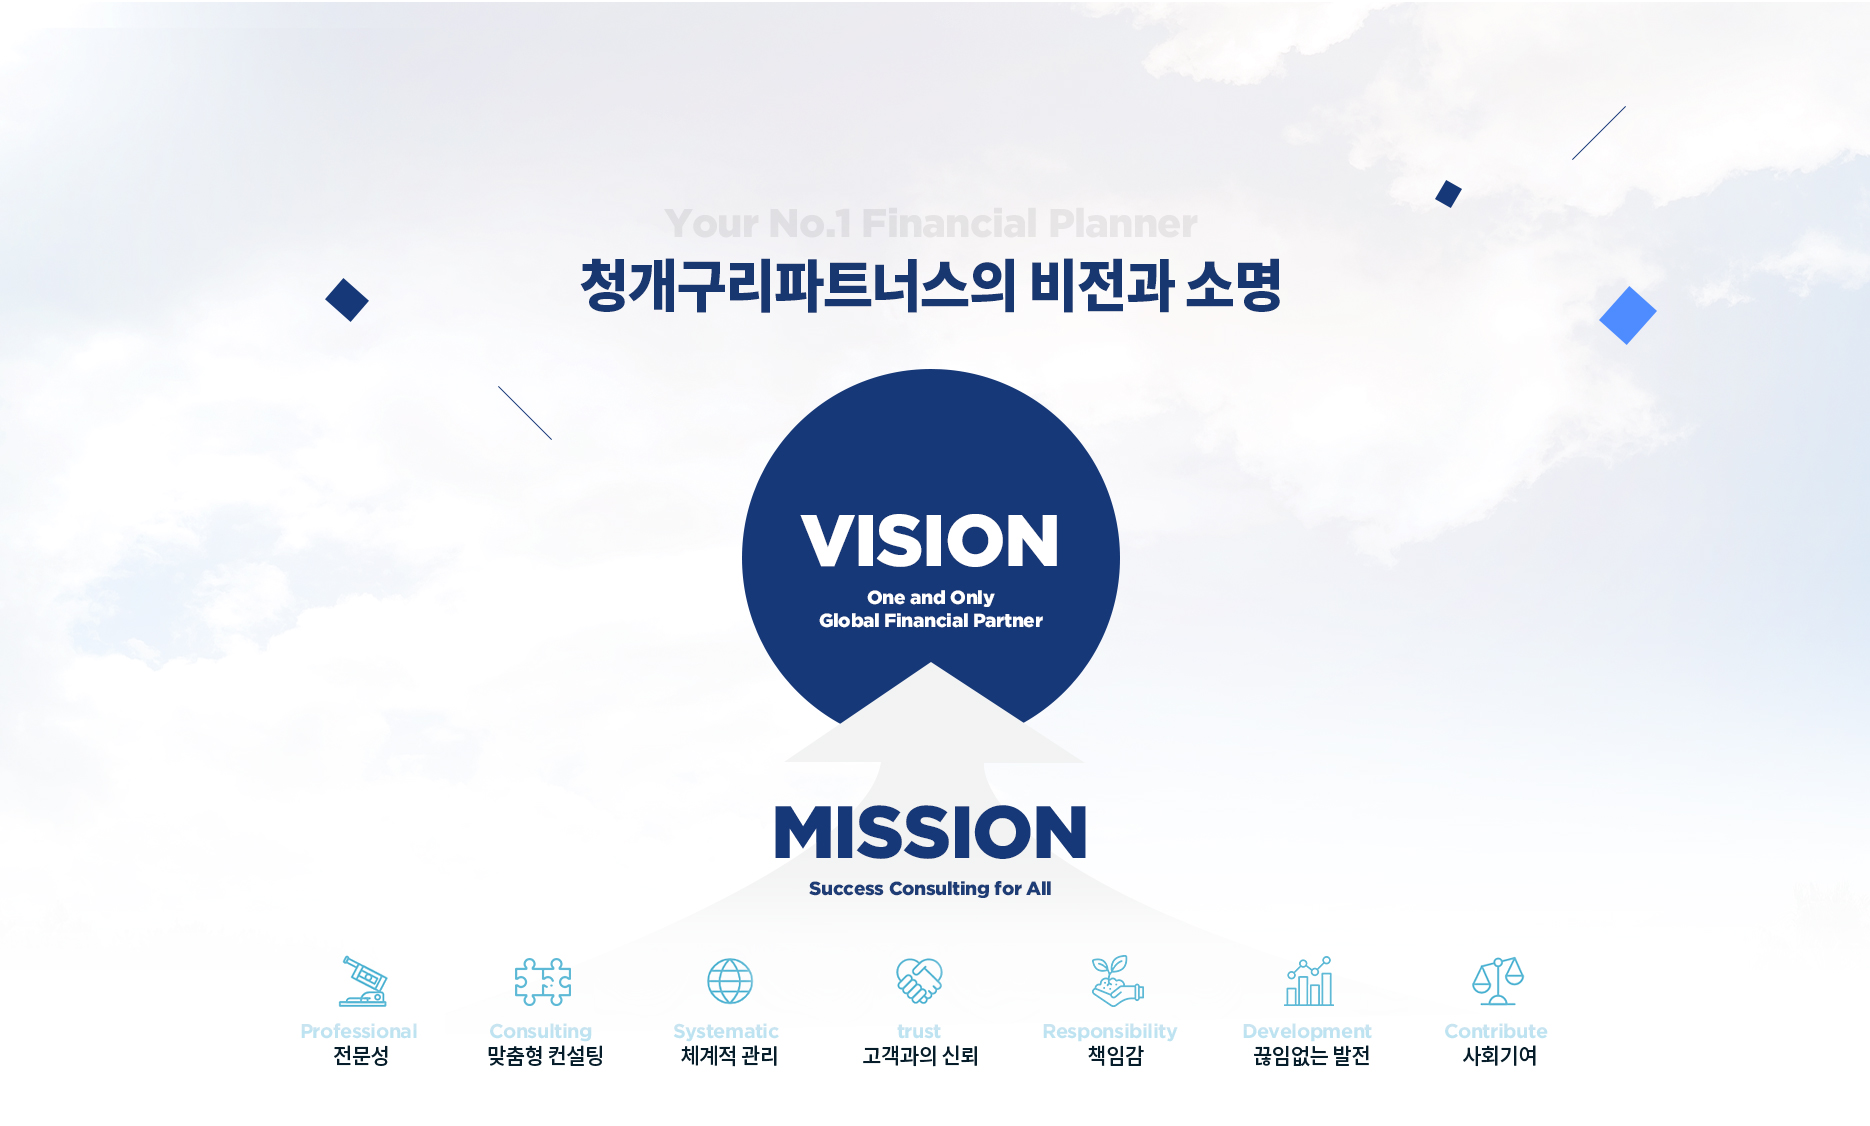 Your No.1 Financial Planner
청개구리파트너스의 비전과 소명
VISION
One and Only
Global Financial Partner
MISSION
Success Consulting for All
Professional
전문성
Consulting
맞춤형 컨설팅
Systematic
체계적 관리
trust
고객과의 신뢰
Responsibility
책임감
Development
끊임없는 발전
Contribute
사회기여